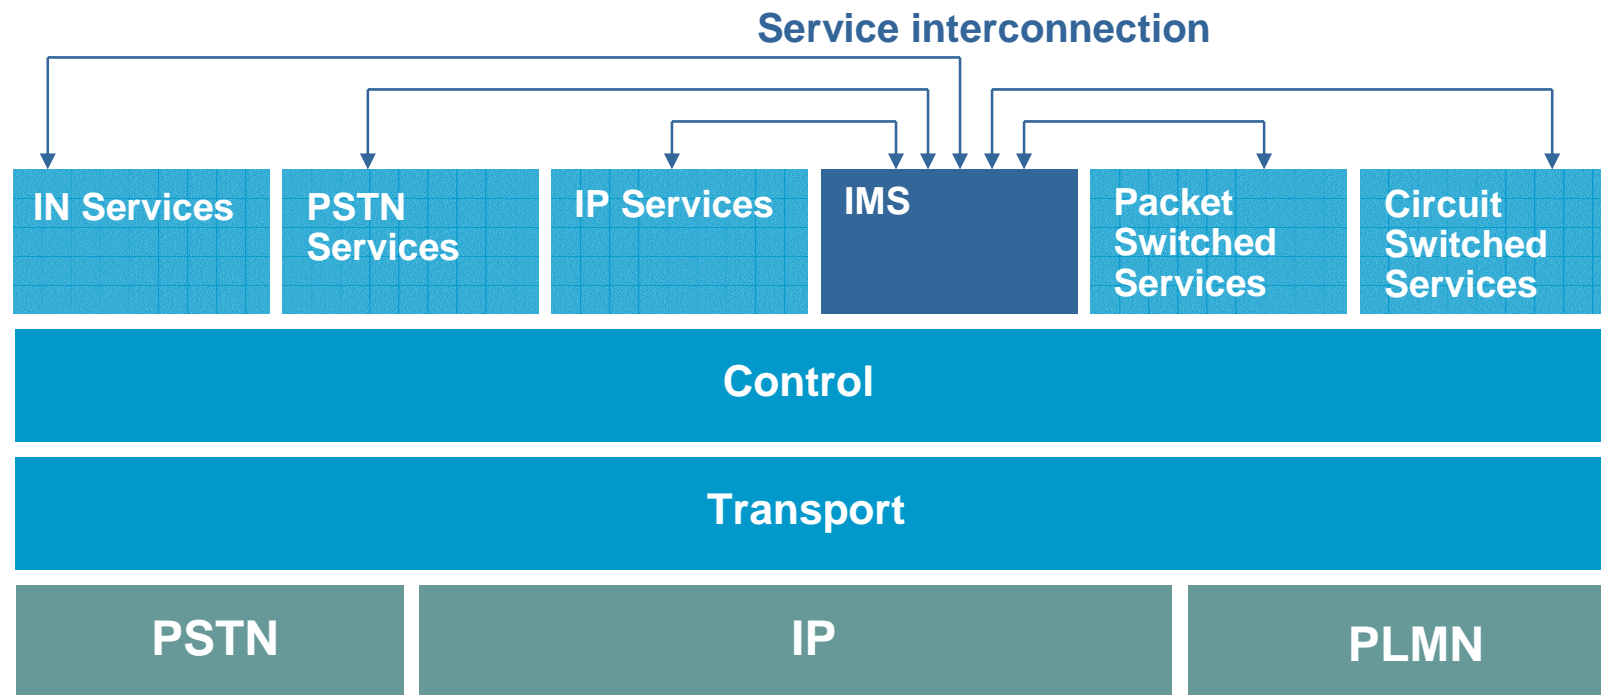 Service interconnection
IN Services
PSTN
Services
IP Services
IMS
Packet
Switched
Services
Circuit
Switched
Services
Control
Transport
PSTN
IP
PLMN